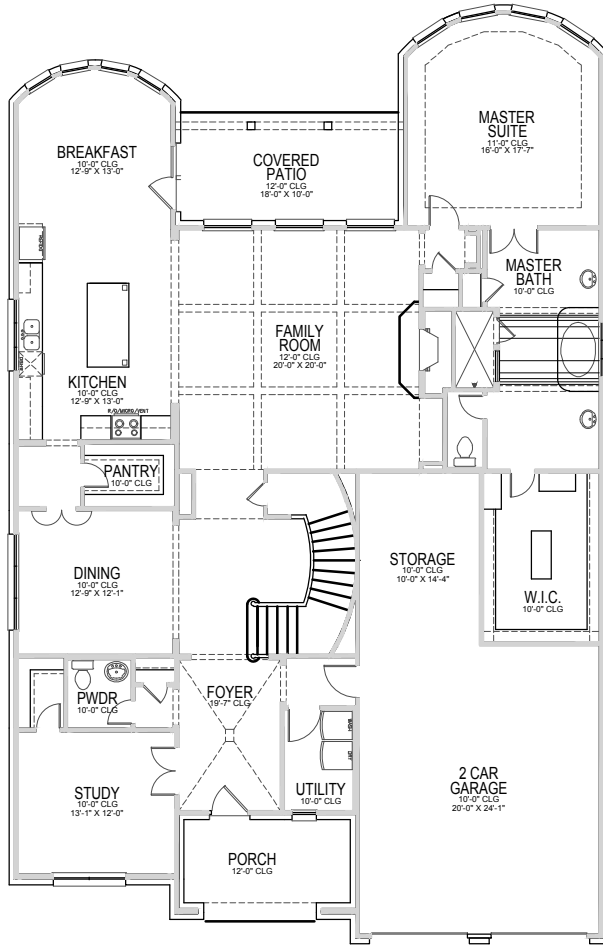 MASTER
SUITE
11'-0" CLG
16'-0" X 17'-7"
BREAKFAST
10'-0" CLG
12'-9" X 13'-0"
COVERED
PATIO
12'-0" CLG
18'-0" X 10'-0"
MASTER
BATH
10'-0" CLG
FAMILY
ROOM
12'-0" CLG
20'-0" X 20'-0"
KITCHEN
10'-0" CLG
12'-9" X 13'-0"
R/O/MICRO/VENT
PANTRY
10'-0" CLG
STORAGE
10'-0" CLG
10'-0" X 14'-4"
DINING
10'-0" CLG
12'-9" X 12'-1"
W.I.C.
10'-0" CLG
PWDR
10'-0" CLG
FOYER
19'-7" CLG
WASH
DRY
UTILITY
10'-0" CLG
STUDY
10'-0" CLG
13'-1" X 12'-0"
2 CAR
GARAGE
10'-0" CLG
20'-0" X 24'-1"
PORCH
12'-0" CLG